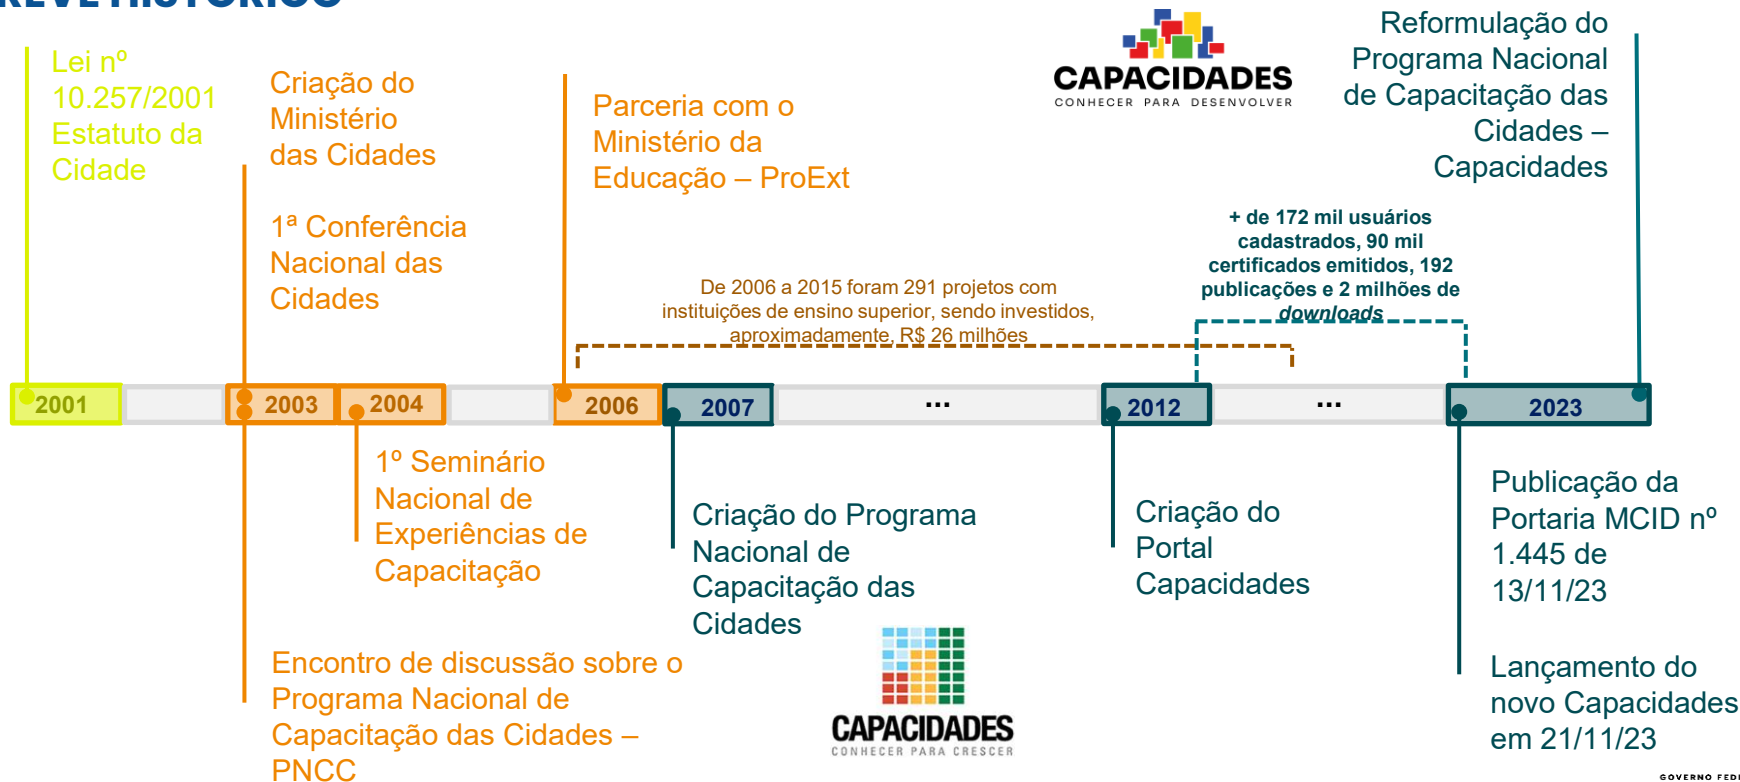 BREVE HISTÓRICO
Lei nº
10.257/2001
Estatuto da
Cidade
Criação do
Ministério
das Cidades
1ª Conferência
Nacional das
Cidades
Parceria com o
Ministério da
Educação – ProExt
CAPACIDADES
CONHECER PARA DESENVOLVER
Reformulação do
Programa Nacional
de Capacitação das
Cidades –
Capacidades
De 2006 a 2015 foram 291 projetos com
instituições de ensino superior, sendo investidos,
aproximadamente, R$ 26 milhões
+ de 172 mil usuários
cadastrados, 90 mil
certificados emitidos, 192
publicações e 2 milhões de
downloads
2001
2003
2004
2006
2007
...
2012
...
2023
1º Seminário
Nacional de
Experiências de
Capacitação
Encontro de discussão sobre o
Programa Nacional de
Capacitação das Cidades –
PNCC
Criação do Programa
Nacional de
Capacitação das
Cidades
CAPACIDADES
CONHECER PARA CRESCER
Criação do
Portal
Capacidades
Publicação da
Portaria MCID nº
1.445 de
13/11/23
Lançamento do
novo Capacidades
em 21/11/23
GOVERNO FED